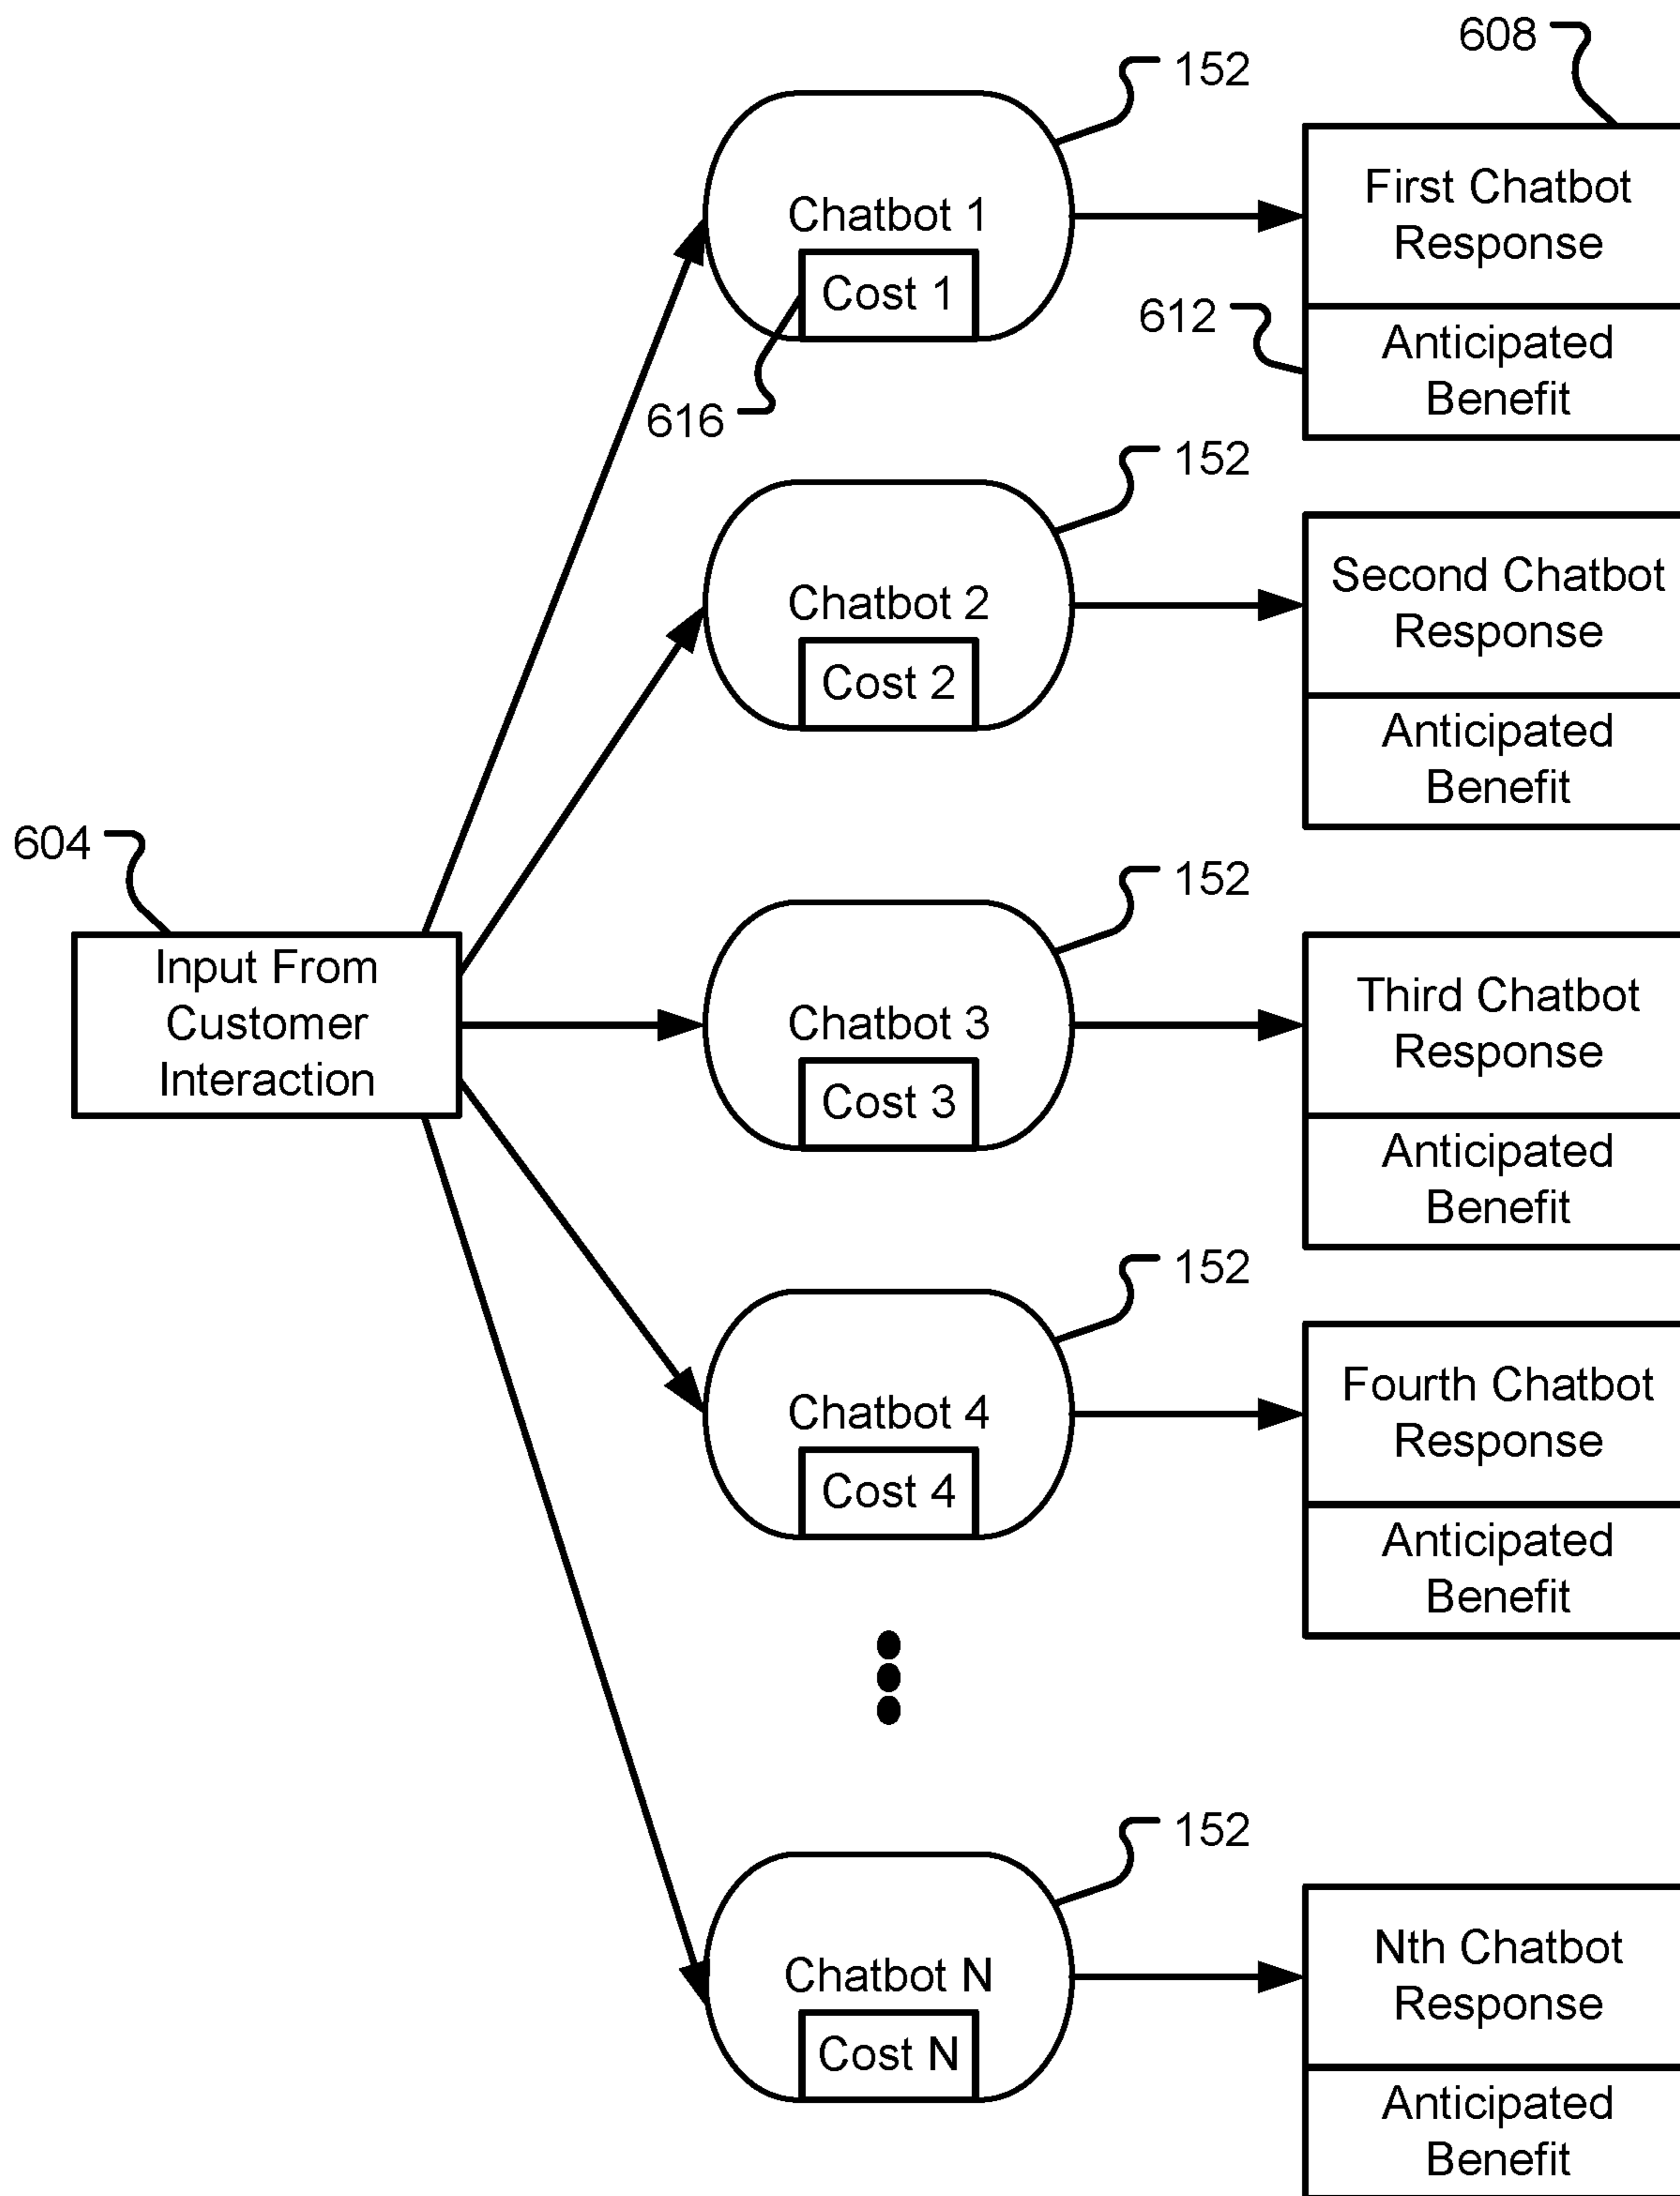 608
152
Chatbot 1
Cost 1
616
First Chatbot
Response
612
Anticipated
Benefit
152
Chatbot 2
Cost 2
Second Chatbot
Response
Anticipated
Benefit
604
Input From
Customer
Interaction
152
Chatbot 3
Cost 3
Third Chatbot
Response
Anticipated
Benefit
152
Chatbot 4
Cost 4
Fourth Chatbot
Response
Anticipated
Benefit
152
Chatbot N
Cost N
Nth Chatbot
Response
Anticipated
Benefit